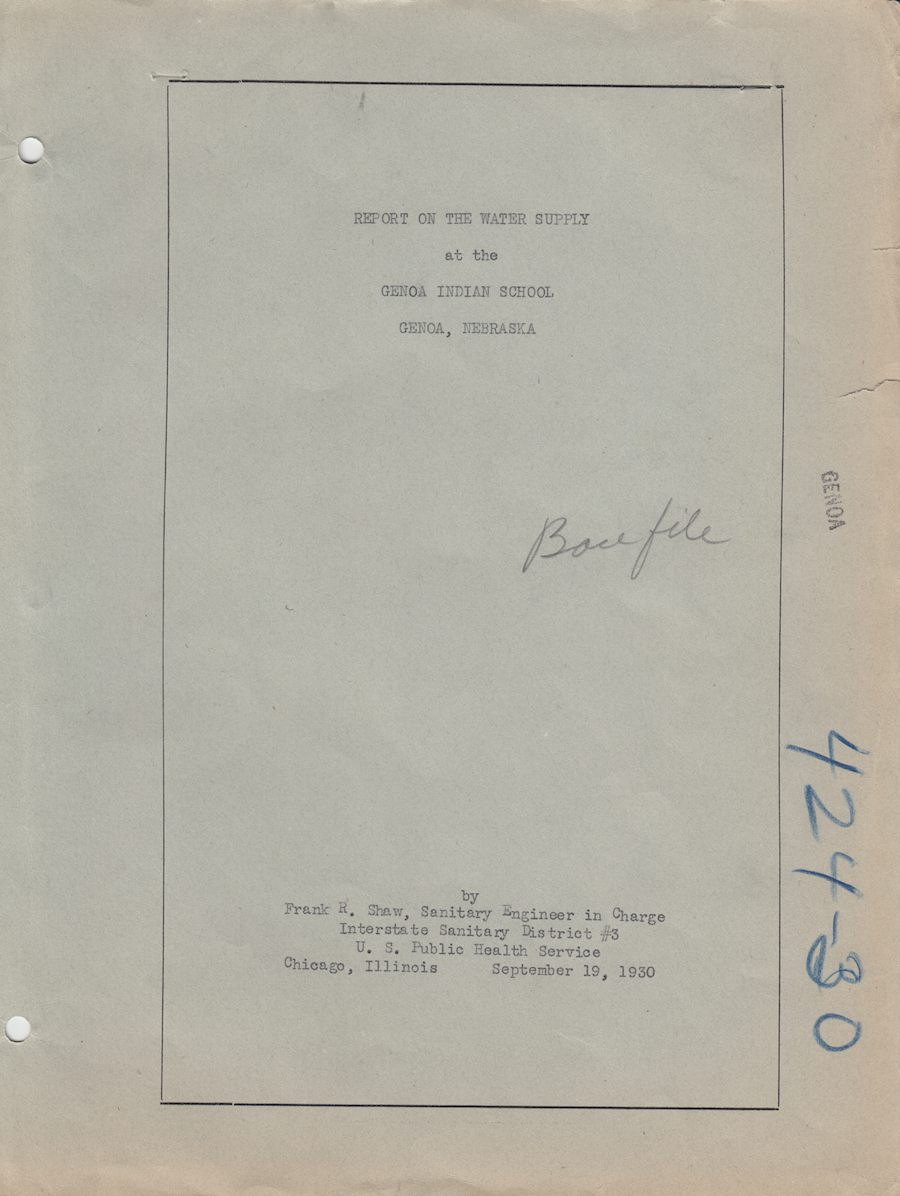 REPORT ON THE WATER SUPPLY
at the
GENOA INDIAN SCHOOL
GENOA, NEBRASKA
file
GENOA
424-30
by
Frank R. Shaw, Sanitary Engineer in Charge
Interstate Sanitary District #3
U. S. Public Health Service
Chicago, Illinois September 19, 1930